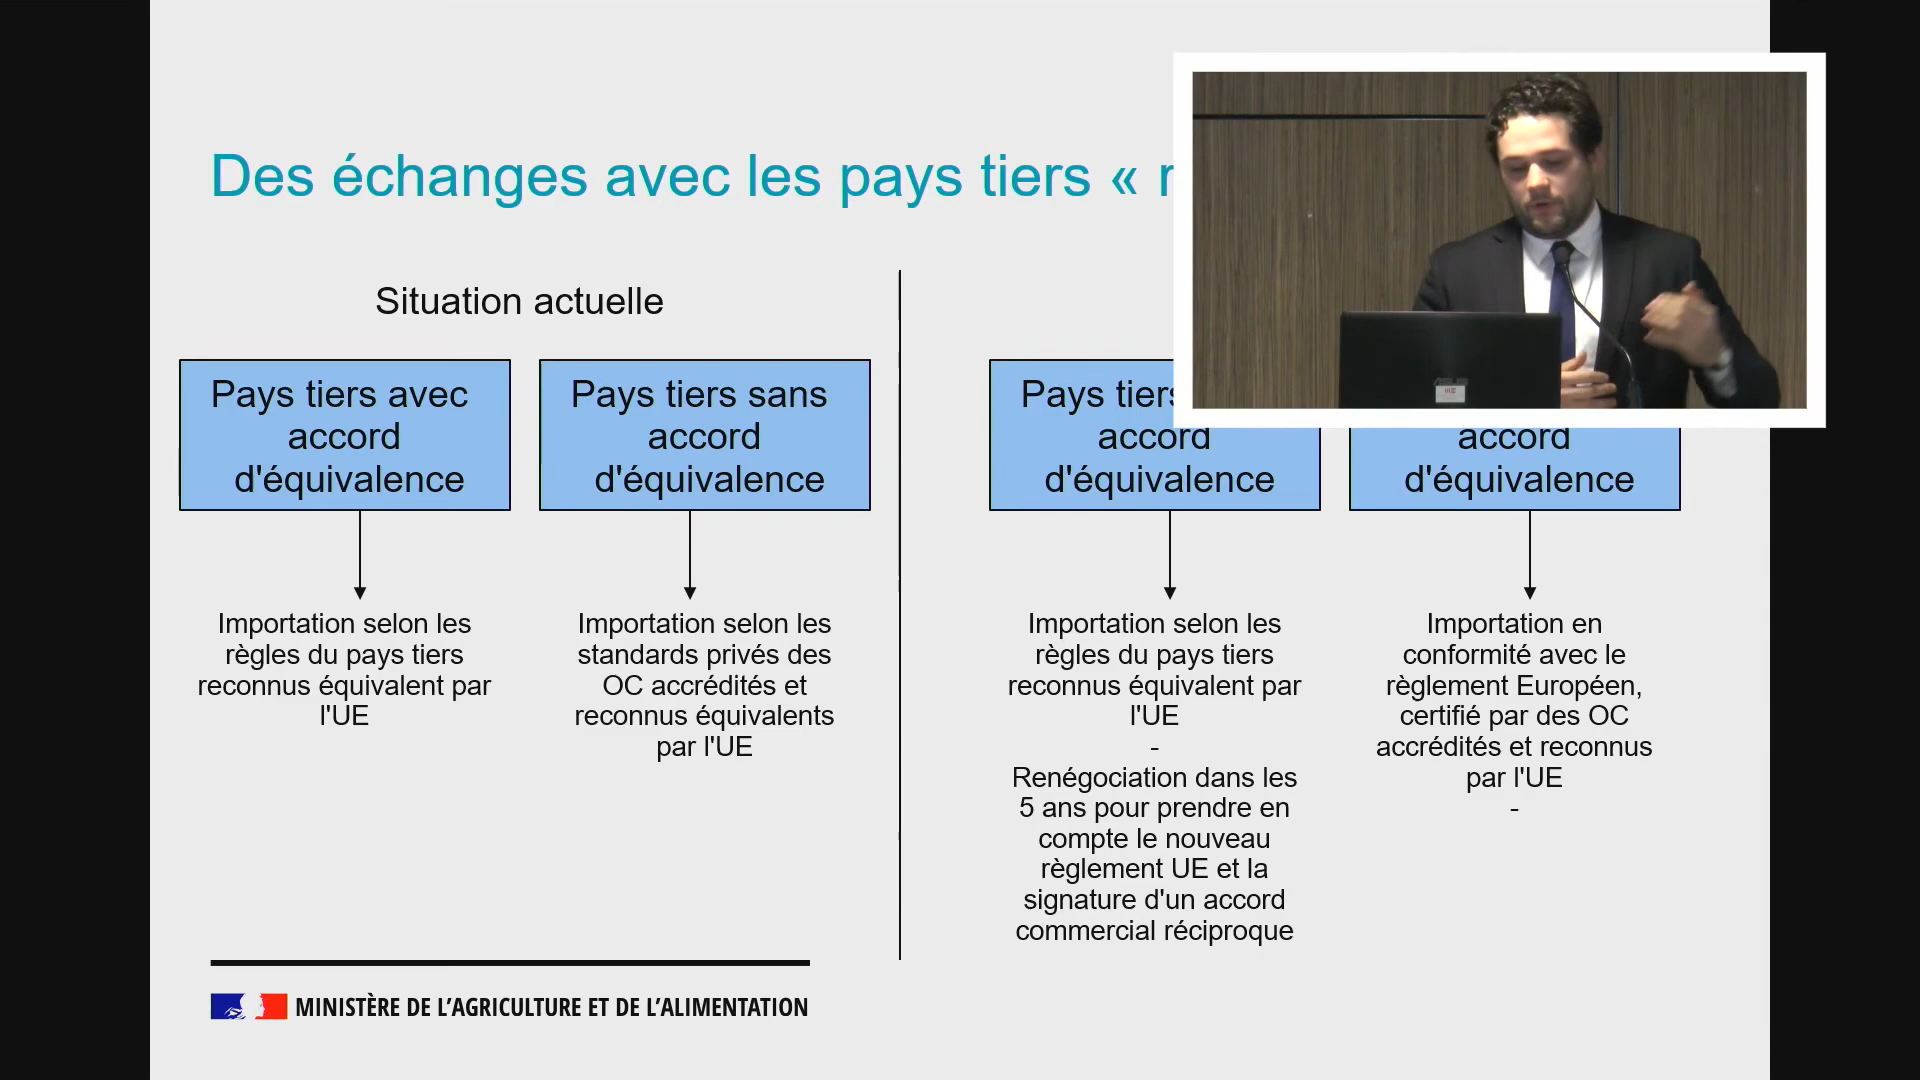 Des échanges avec les pays tiers «
Situation actuelle
Pays tiers avec
accord
d'équivalence
Pays tiers sans
accord
d'équivalence
Pays tiers
accord
d'équivalence
accord
d'équivalence
Importation selon les
règles du pays tiers
reconnus équivalent par
l'UE
Importation selon les
standards privés des
OC accrédités et
reconnus équivalents
par l'UE
Importation selon les
règles du pays tiers
reconnus équivalent par
l'UE
-
Renégociation dans les
5 ans pour prendre en
compte le nouveau
règlement UE et la
signature d'un accord
commercial réciproque
Importation en
conformité avec le
règlement Européen,
certifié par des OC
accrédités et reconnus
par l'UE
-
MINISTÈRE DE L'AGRICULTURE ET DE L'ALIMENTATION